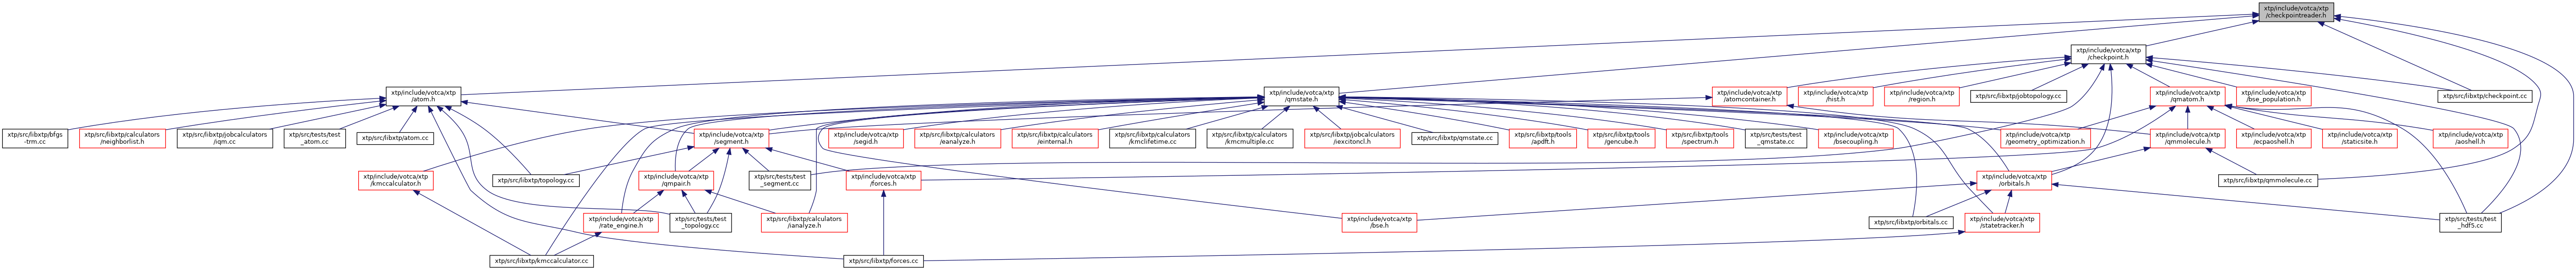 xtp/include/votca/xtp
/checkpointreader.h
xtp/include/votca/xtp
/checkpoint.h
xtp/include/votca/xtp
/atom.h
xtp/include/votca/xtp
/qmstate.h
xtp/include/votca/xtp
/atomcontainer.h
xtp/include/votca/xtp
/hist.h
xtp/include/votca/xtp
/region.h
xtp/src/libxtp/jobtopology.cc
xtp/include/votca/xtp
/qmatom.h
xtp/include/votca/xtp
/bse_population.h
xtp/src/libxtp/checkpoint.cc
xtp/src/libxtp/bfgs
-trm.cc
xtp/src/libxtp/calculators
/neighborlist.h
xtp/src/libxtp/jobcalculators
/iqm.cc
xtp/src/tests/test
_atom.cc
xtp/src/libxtp/atom.cc
xtp/include/votca/xtp
/segment.h
xtp/include/votca/xtp
/segid.h
xtp/src/libxtp/calculators
/eanalyze.h
xtp/src/libxtp/calculators
/einternal.h
xtp/src/libxtp/calculators
/kmclifetime.cc
xtp/src/libxtp/calculators
/kmcmultiple.cc
xtp/src/libxtp/jobcalculators
/iexcitoncl.h
xtp/src/libxtp/qmstate.cc
xtp/src/libxtp/tools
/apdft.h
xtp/src/libxtp/tools
/gencube.h
xtp/src/libxtp/tools
/spectrum.h
xtp/src/tests/test
_qmstate.cc
xtp/include/votca/xtp
/bsecoupling.h
xtp/include/votca/xtp
/geometry_optimization.h
xtp/include/votca/xtp
/qmmolecule.h
xtp/include/votca/xtp
/ecpaoshell.h
xtp/include/votca/xtp
/staticsite.h
xtp/include/votca/xtp
/aoshell.h
xtp/include/votca/xtp
/kmccalculator.h
xtp/src/libxtp/topology.cc
xtp/include/votca/xtp
/qmpair.h
xtp/src/tests/test
_segment.cc
xtp/include/votca/xtp
/forces.h
xtp/include/votca/xtp
/orbitals.h
xtp/src/libxtp/qmmolecule.cc
xtp/include/votca/xtp
/rate_engine.h
xtp/src/tests/test
_topology.cc
xtp/src/libxtp/calculators
/ianalyze.h
xtp/include/votca/xtp
/bse.h
xtp/src/libxtp/orbitals.cc
xtp/include/votca/xtp
/statetracker.h
xtp/src/tests/test
_hdf5.cc
xtp/src/libxtp/kmccalculator.cc
xtp/src/libxtp/forces.cc